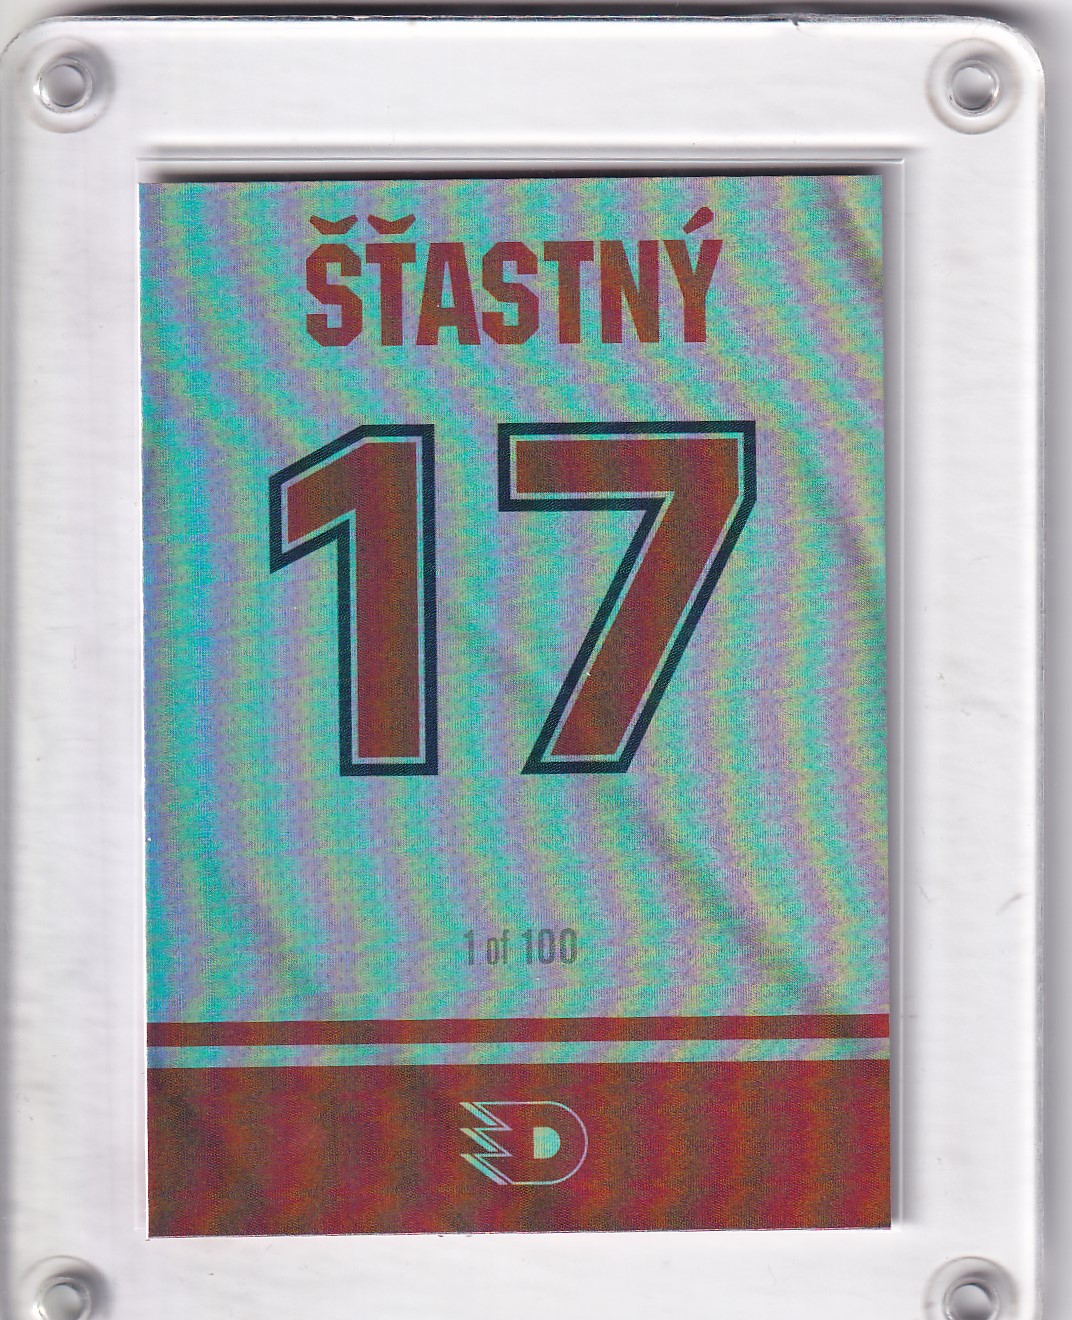 ŠŤASTNÝ
17
1 of 100
D